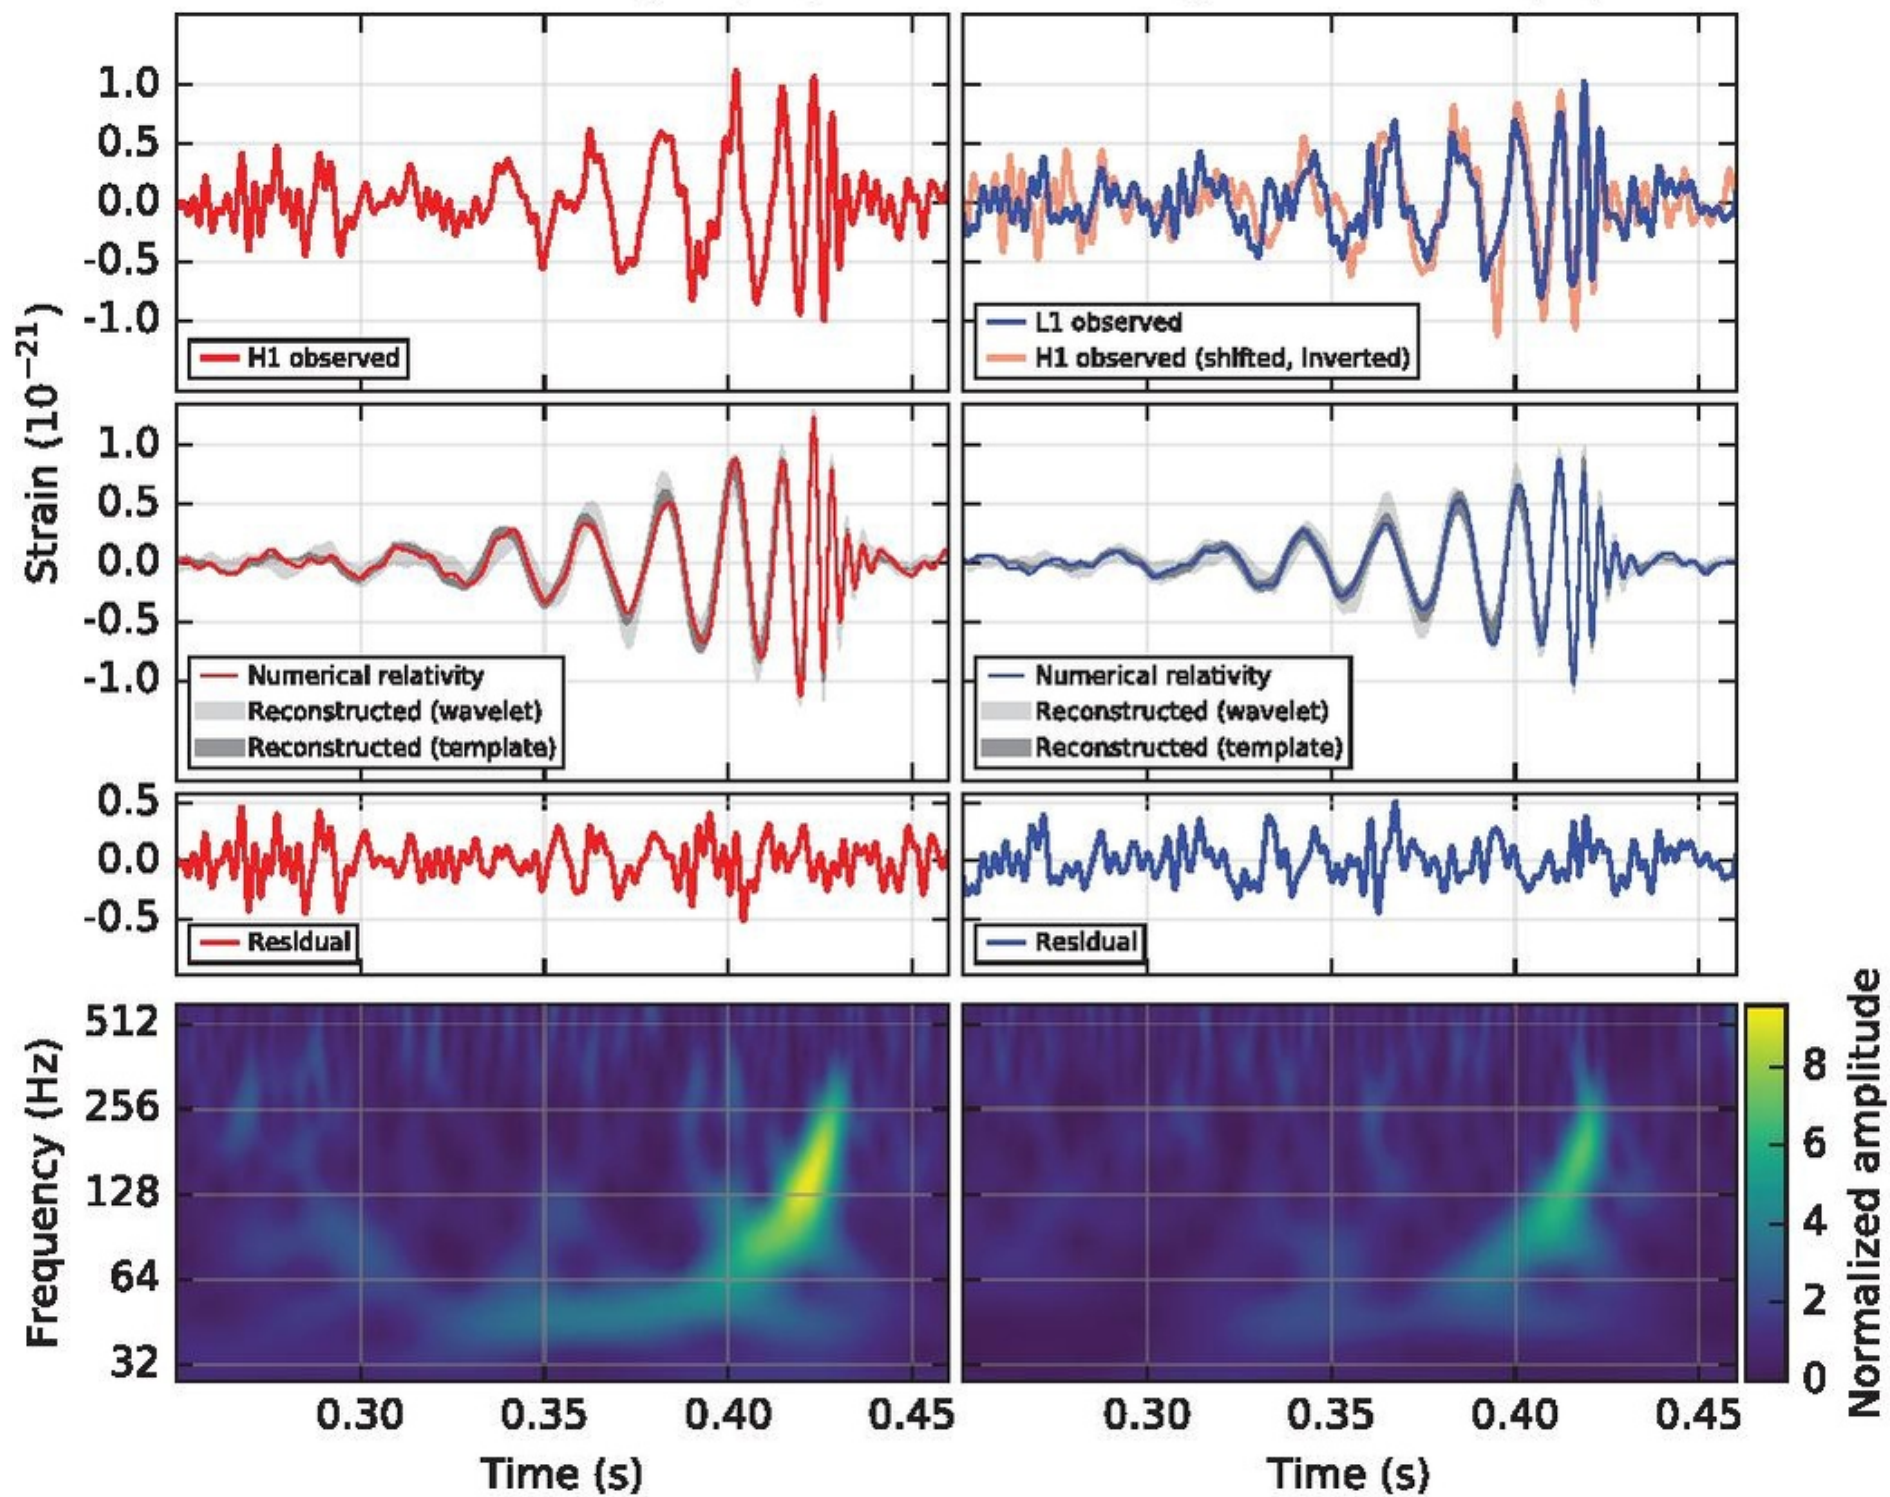 1.0
0.5
0.0
-0.5
-1.0
H1 observed
L1 observed
H1 observed (shifted, inverted)
Strain (10−21)
1.0
0.5
0.0
-0.5
-1.0
Numerical relativity
Reconstructed (wavelet)
Reconstructed (template)
Numerical relativity
Reconstructed (wavelet)
Reconstructed (template)
0.5
0.0
-0.5
Residual
Residual
Frequency (Hz)
512
256
128
64
32
8
6
4
2
0
Normalized amplitude
0.30 0.35 0.40 0.45
0.30 0.35 0.40 0.45
Time (s)
Time (s)